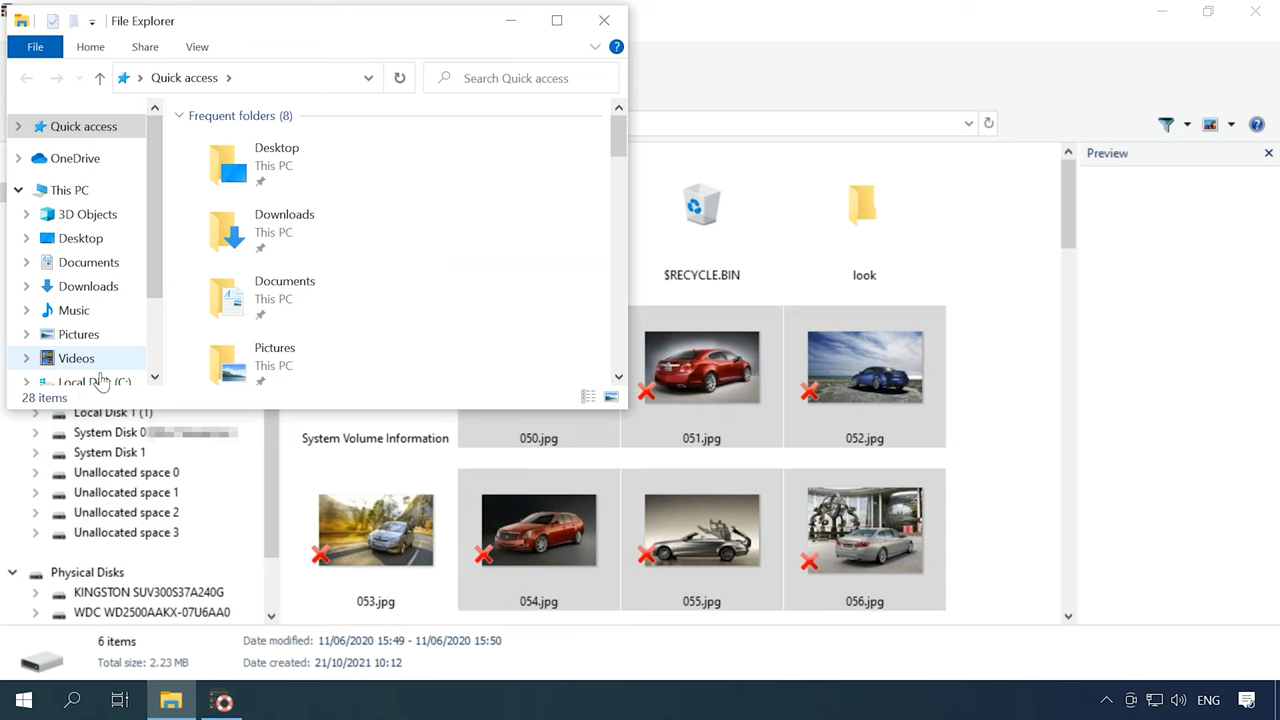 File Explorer
File
Home
Share
View
Quick access
Search Quick access
Quick access
OneDrive
This PC
3D Objects
Desktop
Documents
Downloads
Music
Pictures
Videos
Local Disk (C:)
28 items
Frequent folders (8)
Desktop
This PC
Downloads
This PC
Documents
This PC
Pictures
This PC
Preview
$RECYCLE.BIN
look
System Volume Information
050.jpg
051.jpg
052.jpg
053.jpg
054.jpg
055.jpg
056.jpg
Local Disk 1 (1)
System Disk 0
System Disk 1
Unallocated space 0
Unallocated space 1
Unallocated space 2
Unallocated space 3
Physical Disks
KINGSTON SUV300S37A240G
WDC WD2500AAKX-07U6AA0
6 items
Total size: 2.23 MB
Date modified: 11/06/2020 15:49 - 11/06/2020 15:50
Date created: 21/10/2021 10:12
ENG